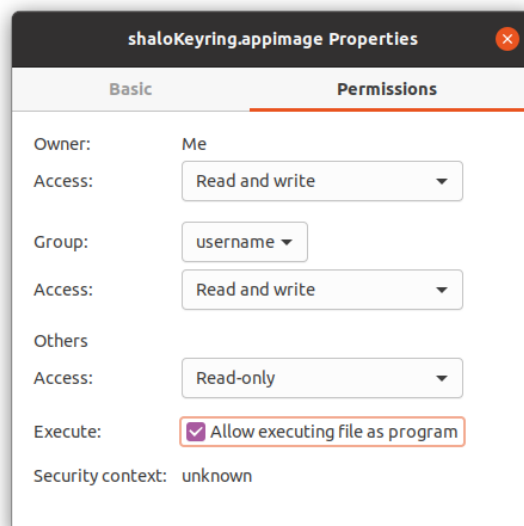 shaloKeyring.appimage Properties
Basic Permissions
Owner: Me
Access: Read and write
Group: username
Access: Read and write
Others
Access: Read-only
Execute: Allow executing file as program
Security context: unknown